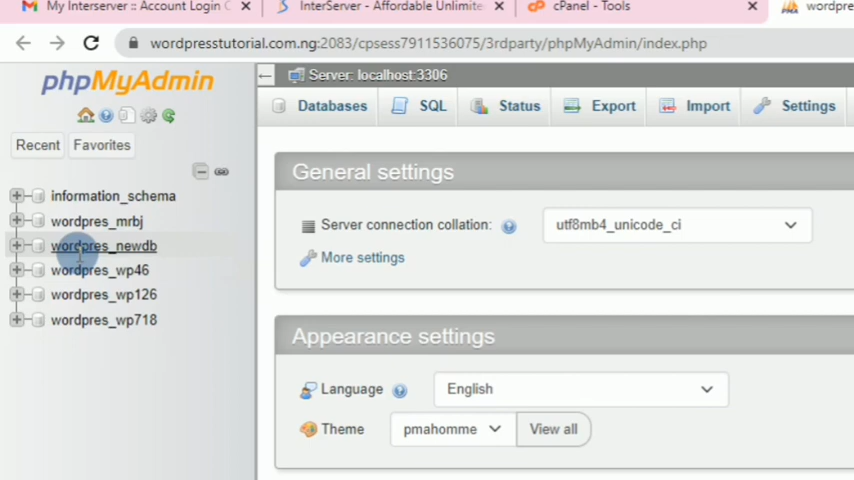 My Interserver :: Account Login
InterServer - Affordable Unlimite
cPanel - Tools
wordpre
wordpresstutorial.com.ng:2083/cpsess7911536075/3rdparty/phpMyAdmin/index.php
phpMyAdmin
Server: localhost:3306
Databases SQL Status Export Import Settings
Recent Favorites
information_schema
wordpres_mrbj
wordpres_newdb
wordpres_wp46
wordpres_wp126
wordpres_wp718
General settings
Server connection collation: utf8mb4_unicode_ci
More settings
Appearance settings
Language English
Theme pmahomme View all